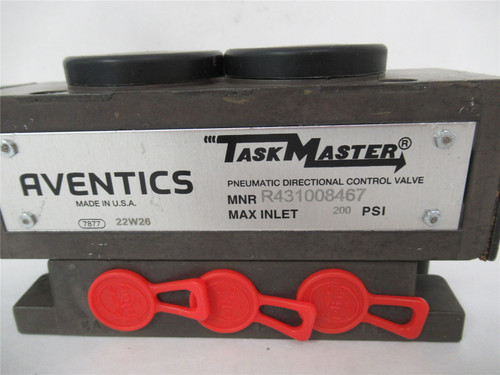 TASKMASTER®
AVENTICS
MADE IN U.S.A.
7877 22W26
PNEUMATIC DIRECTIONAL CONTROL VALVE
MNR R431008467
MAX INLET 200 PSI